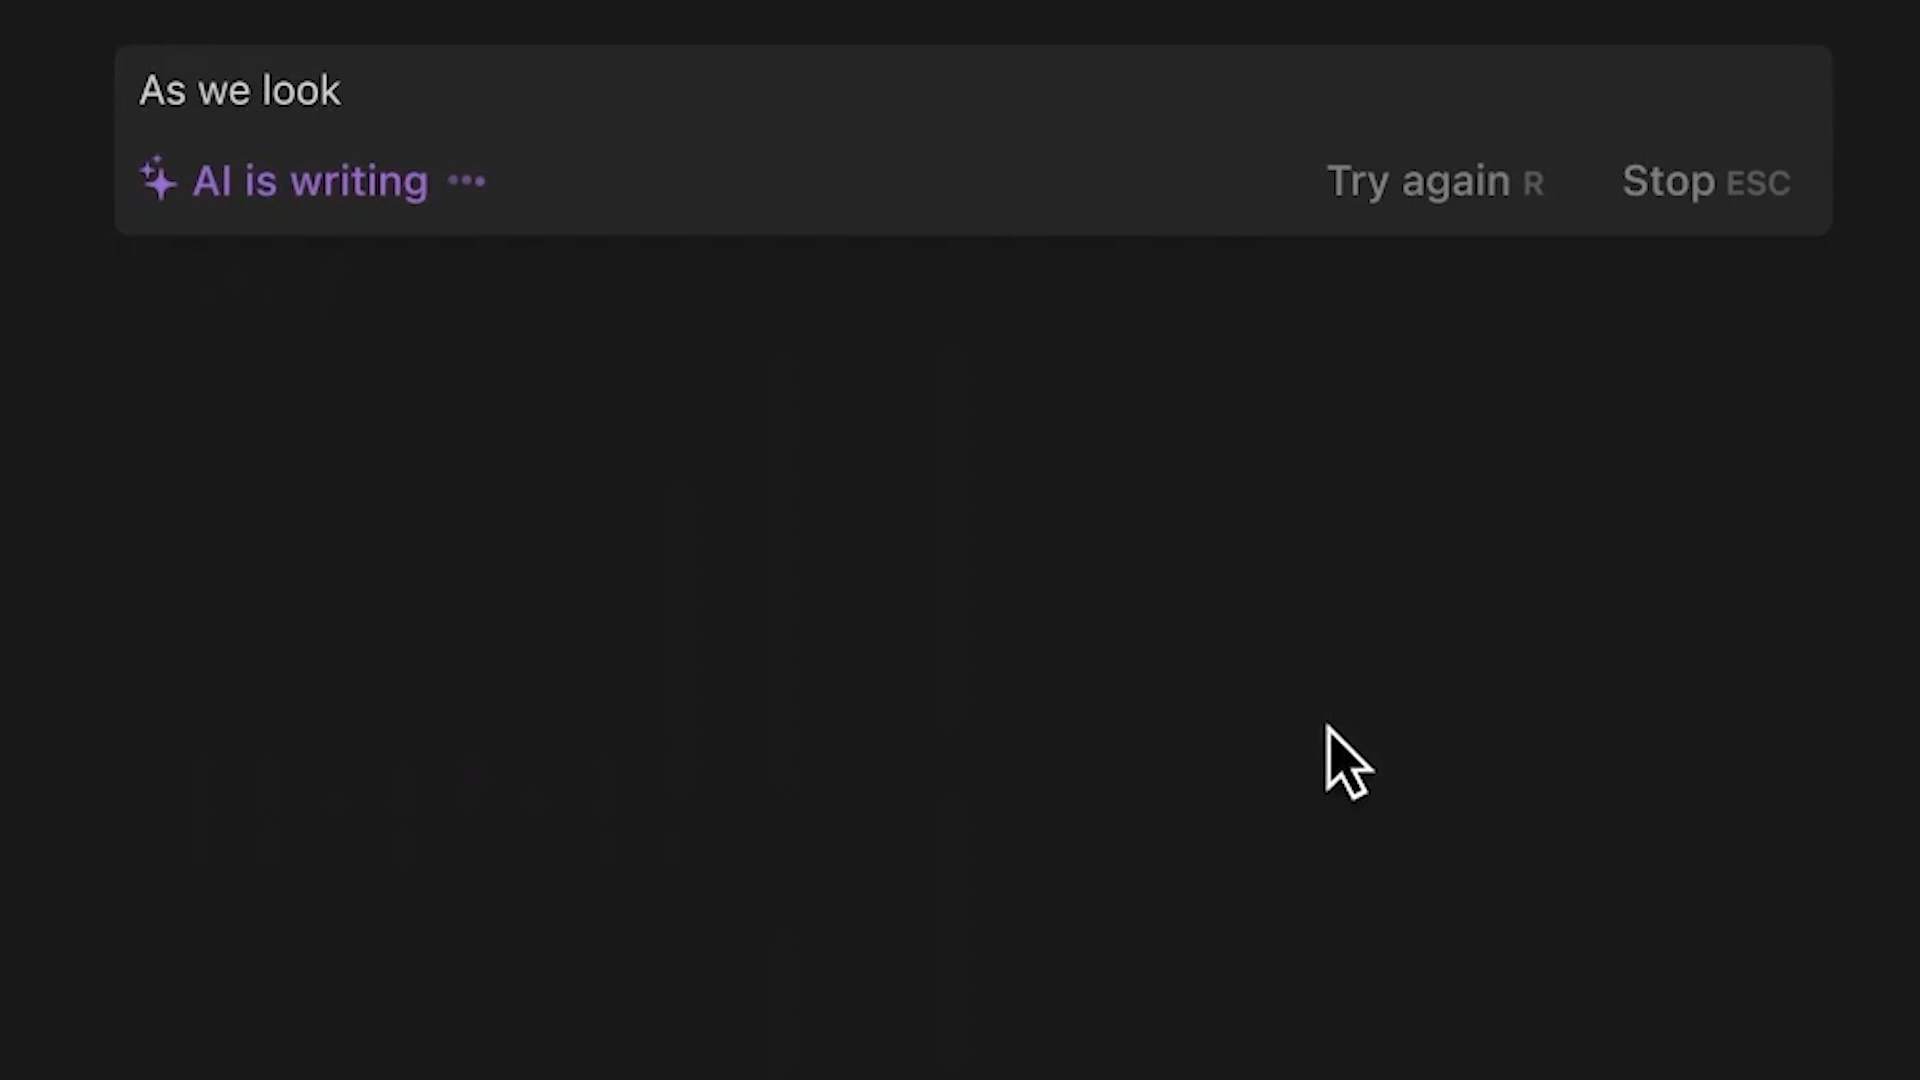 As we look
AI is writing •••
Try again R Stop ESC